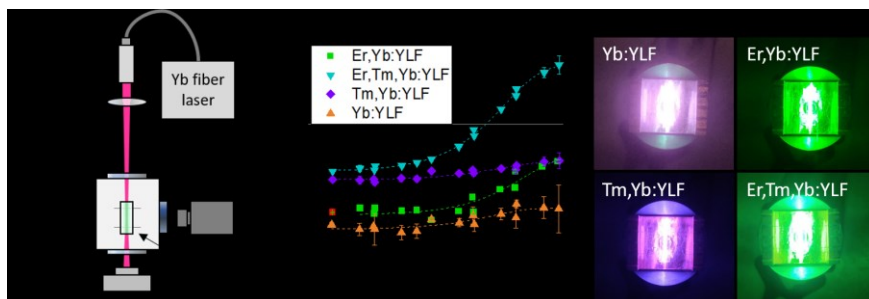 Yb fiber
laser
Er,Yb:YLF
Er,Tm,Yb:YLF
Tm,Yb:YLF
Yb:YLF
Yb:YLF
Er,Yb:YLF
Tm,Yb:YLF
Er,Tm,Yb:YLF